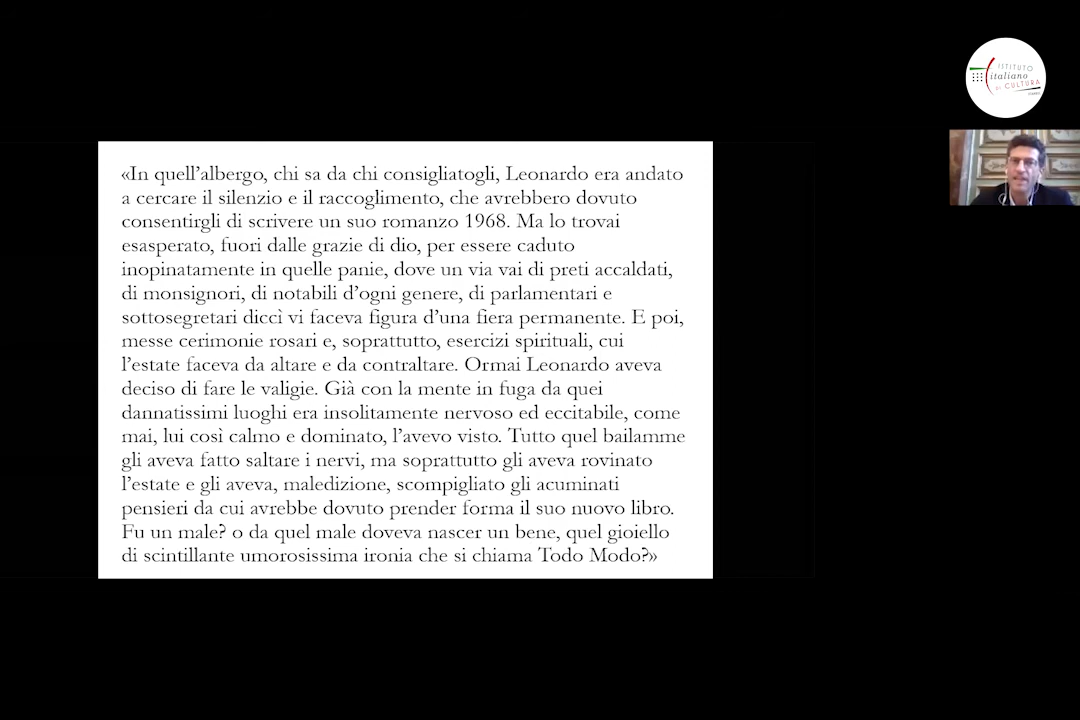 «In quell’albergo, chi sa da chi consigliatogli, Leonardo era andato
a cercare il silenzio e il raccoglimento, che avrebbero dovuto
consentirgli di scrivere un suo romanzo 1968. Ma lo trovai
esasperato, fuori dalle grazie di dio, per essere caduto
inopinatamente in quelle panie, dove un via vai di preti accaldati,
di monsignori, di notabili d’ogni genere, di parlamentari e
sottosegretari diccì vi faceva figura d’una fiera permanente. E poi,
messe cerimonie rosari e, soprattutto, esercizi spirituali, cui
l’estate faceva da altare e da contraltare. Ormai Leonardo aveva
deciso di fare le valigie. Già con la mente in fuga da quei
dannatissimi luoghi era insolitamente nervoso ed eccitabile, come
mai, lui così calmo e dominato, l’avevo visto. Tutto quel bailamme
gli aveva fatto saltare i nervi, ma soprattutto gli aveva rovinato
l’estate e gli aveva, maledizione, scompigliato gli acuminati
pensieri da cui avrebbe dovuto prender forma il suo nuovo libro.
Fu un male? o da quel male doveva nascer un bene, quel gioiello
di scintillante umorosissima ironia che si chiama Todo Modo?»
ISTITUTO
italiano
DI CULTURA